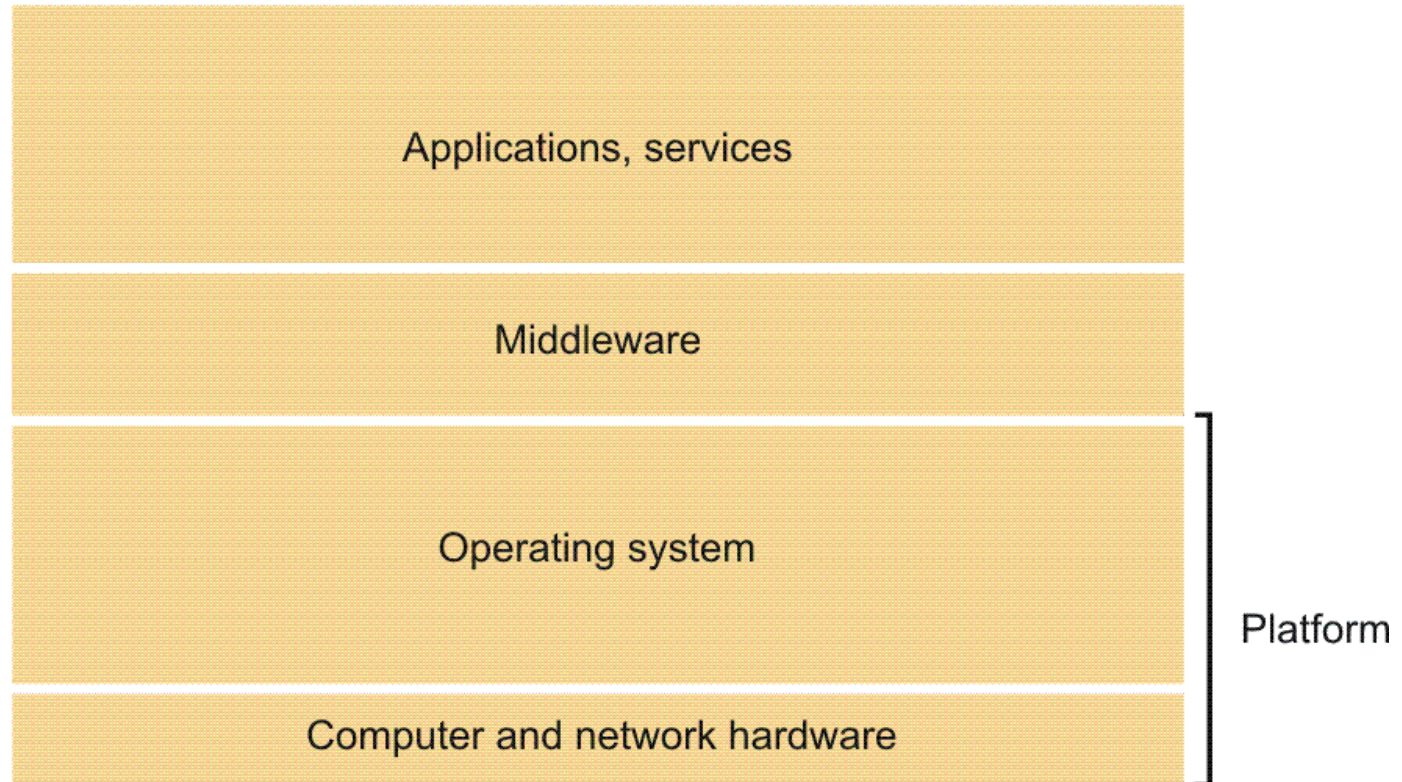 Applications, services
Middleware
Operating system
Platform
Computer and network hardware